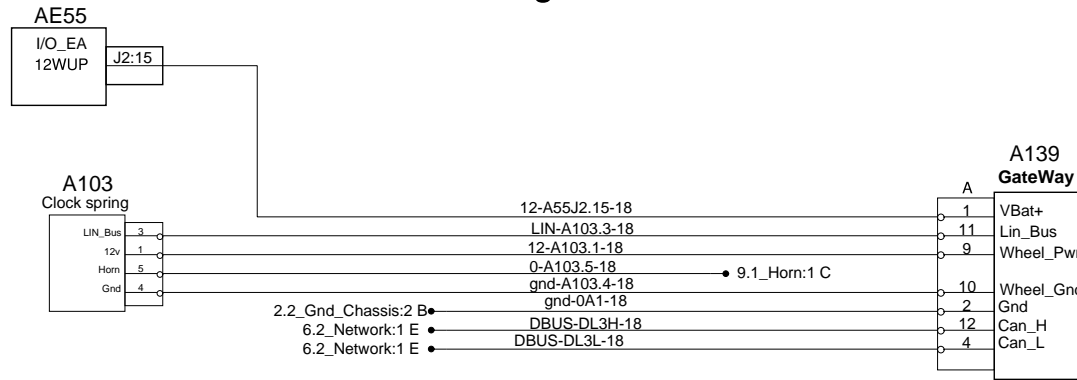 AE55
I/O_EA
12WUP
J2:15
A139
GateWay
A
A103
Clock spring
LIN_Bus 3
12v 1
Horn 5
Gnd 4
12-A55J2.15-18
LIN-A103.3-18
12-A103.1-18
0-A103.5-18
9.1_Horn:1 C
gnd-A103.4-18
2.2_Gnd_Chassis:2 B
gnd-0A1-18
6.2_Network:1 E
DBUS-DL3H-18
6.2_Network:1 E
DBUS-DL3L-18
1 VBat+
11 Lin_Bus
9 Wheel_Pw
10 Wheel_Gn
2 Gnd
12 Can_H
4 Can_L